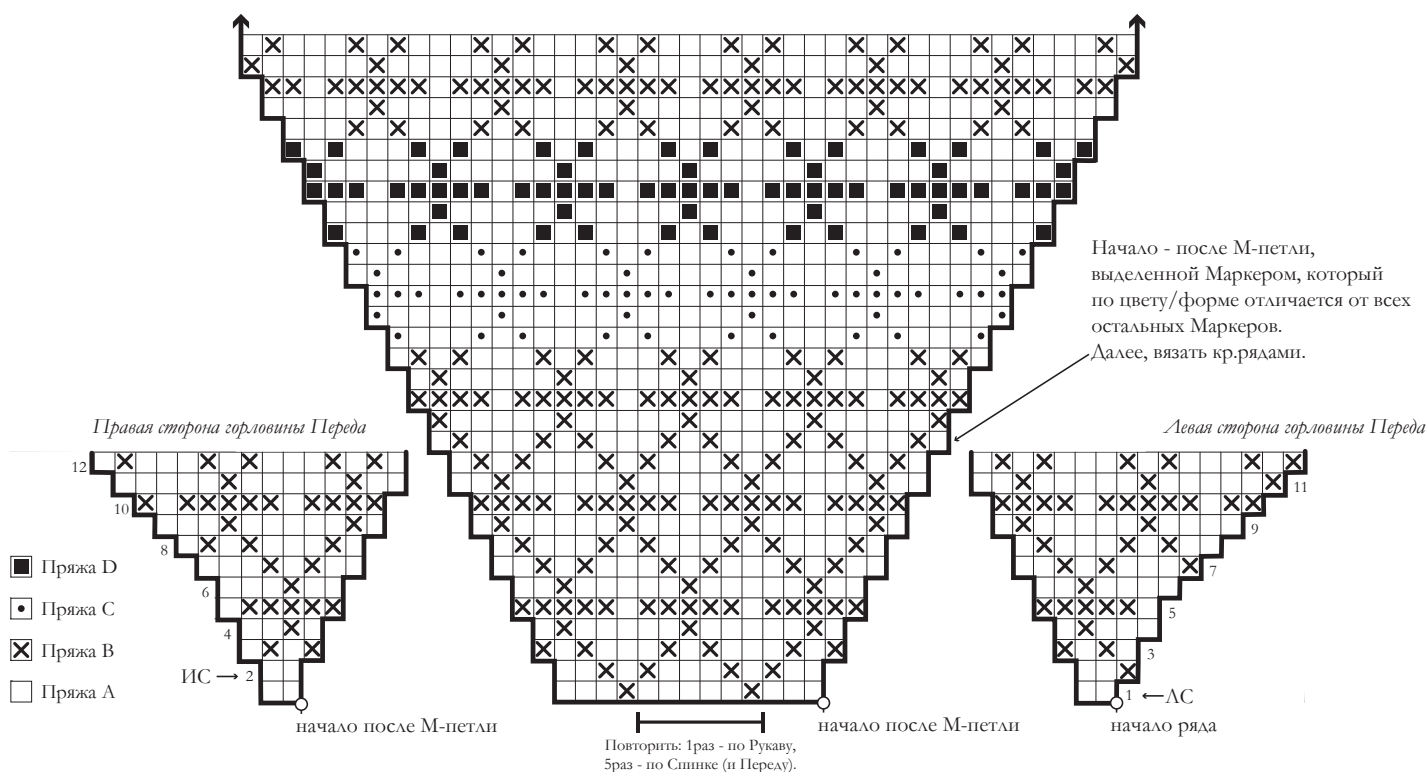 Начало - после М-петли,
выделенной Маркером, который
по цвету/форме отличается от всех
остальных Маркеров.
Далее, вязать кр.рядами.
Правая сторона горловины Переда
Левая сторона горловины Переда
12
10
8
6
4
2
ИС
11
9
7
5
3
1
ЛС
Пряжа D
Пряжа C
Пряжа B
Пряжа A
начало после М-петли
начало после М-петли
начало ряда
Повторить: 1раз - по Рукаву,
5раз - по Спинке (и Переду).